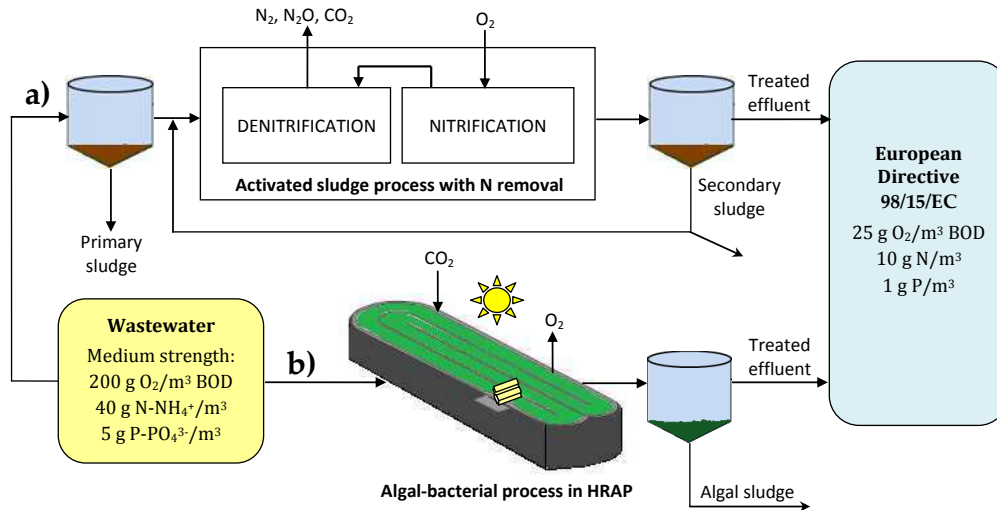 N₂, N₂O, CO₂
O₂
a)
DENITRIFICATION
NITRIFICATION
Activated sludge process with N removal
Treated
effluent
Primary
sludge
Secondary
sludge
European
Directive
98/15/EC
25 g O₂/m³ BOD
10 g N/m³
1 g P/m³
Wastewater
Medium strength:
200 g O₂/m³ BOD
40 g N-NH₄⁺/m³
5 g P-PO₄³⁻/m³
b)
CO₂
O₂
Algal-bacterial process in HRAP
Treated
effluent
Algal sludge